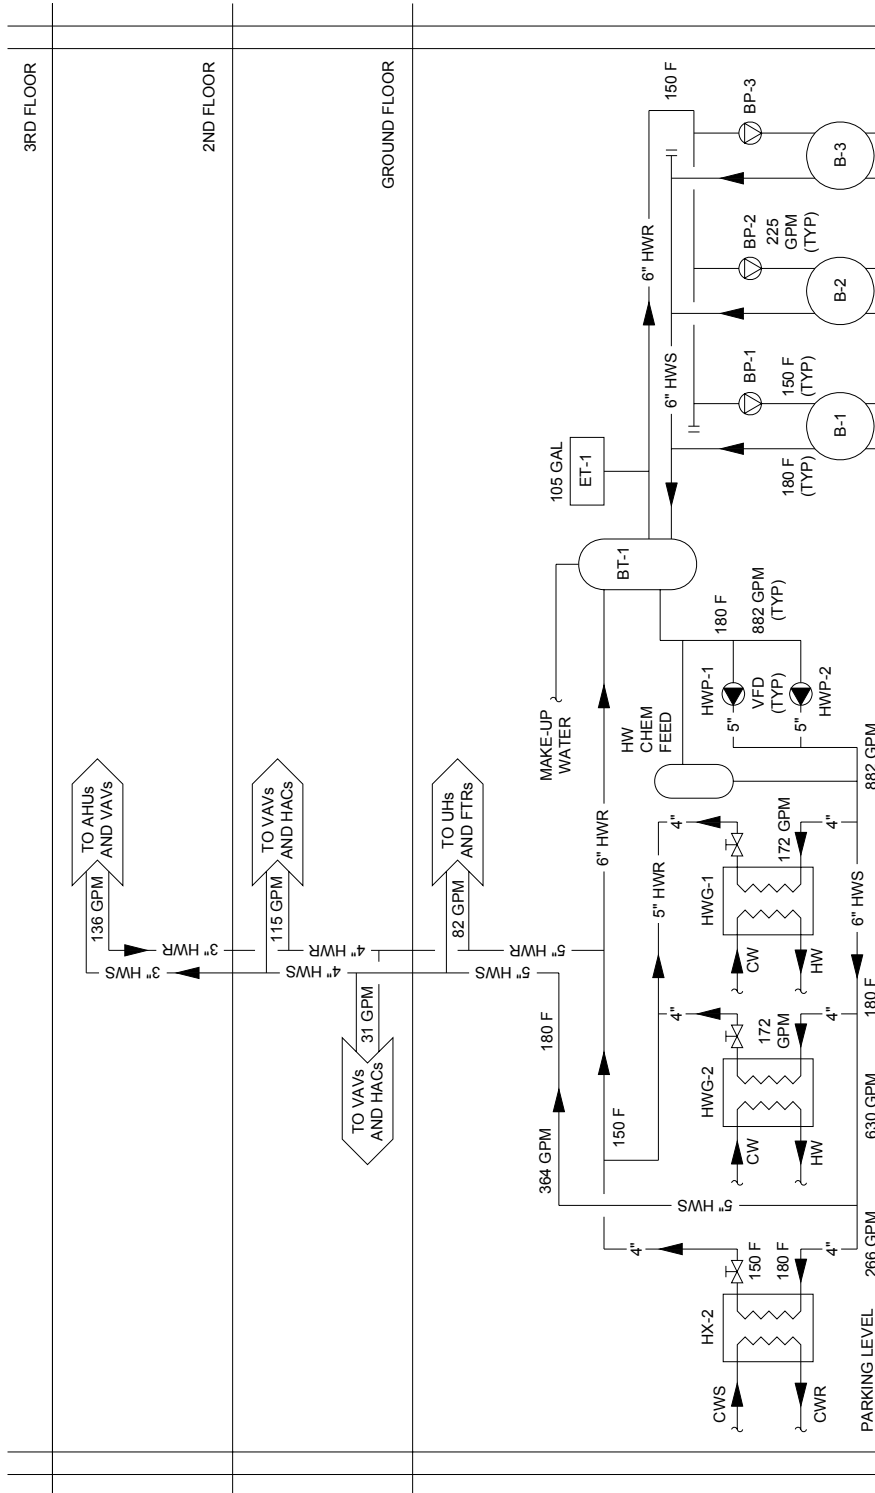 3RD FLOOR
2ND FLOOR
GROUND FLOOR
PARKING LEVEL
TO AHUs
AND VAVs
136 GPM
3" HWS
3" HWR
TO VAVs
AND HACs
115 GPM
4" HWS
4" HWR
TO VAVs
AND HACs
31 GPM
TO UHs
AND FTRs
82 GPM
5" HWS
5" HWR
180 F
364 GPM
150 F
6" HWR
MAKE-UP
WATER
105 GAL
ET-1
BT-1
6" HWR
6" HWS
150 F
BP-1
BP-2
BP-3
225
GPM
(TYP)
180 F
(TYP)
150 F
(TYP)
B-1
B-2
B-3
HW
CHEM
FEED
180 F
882 GPM
(TYP)
HWP-1
VFD
(TYP)
HWP-2
5"
5"
5" HWR
4"
4"
4"
HWG-2
HWG-1
172
GPM
172 GPM
CW
HW
CW
HW
4"
4"
4"
5" HWS
HX-2
150 F
180 F
CWS
CWR
6" HWS
266 GPM
630 GPM
180 F
882 GPM